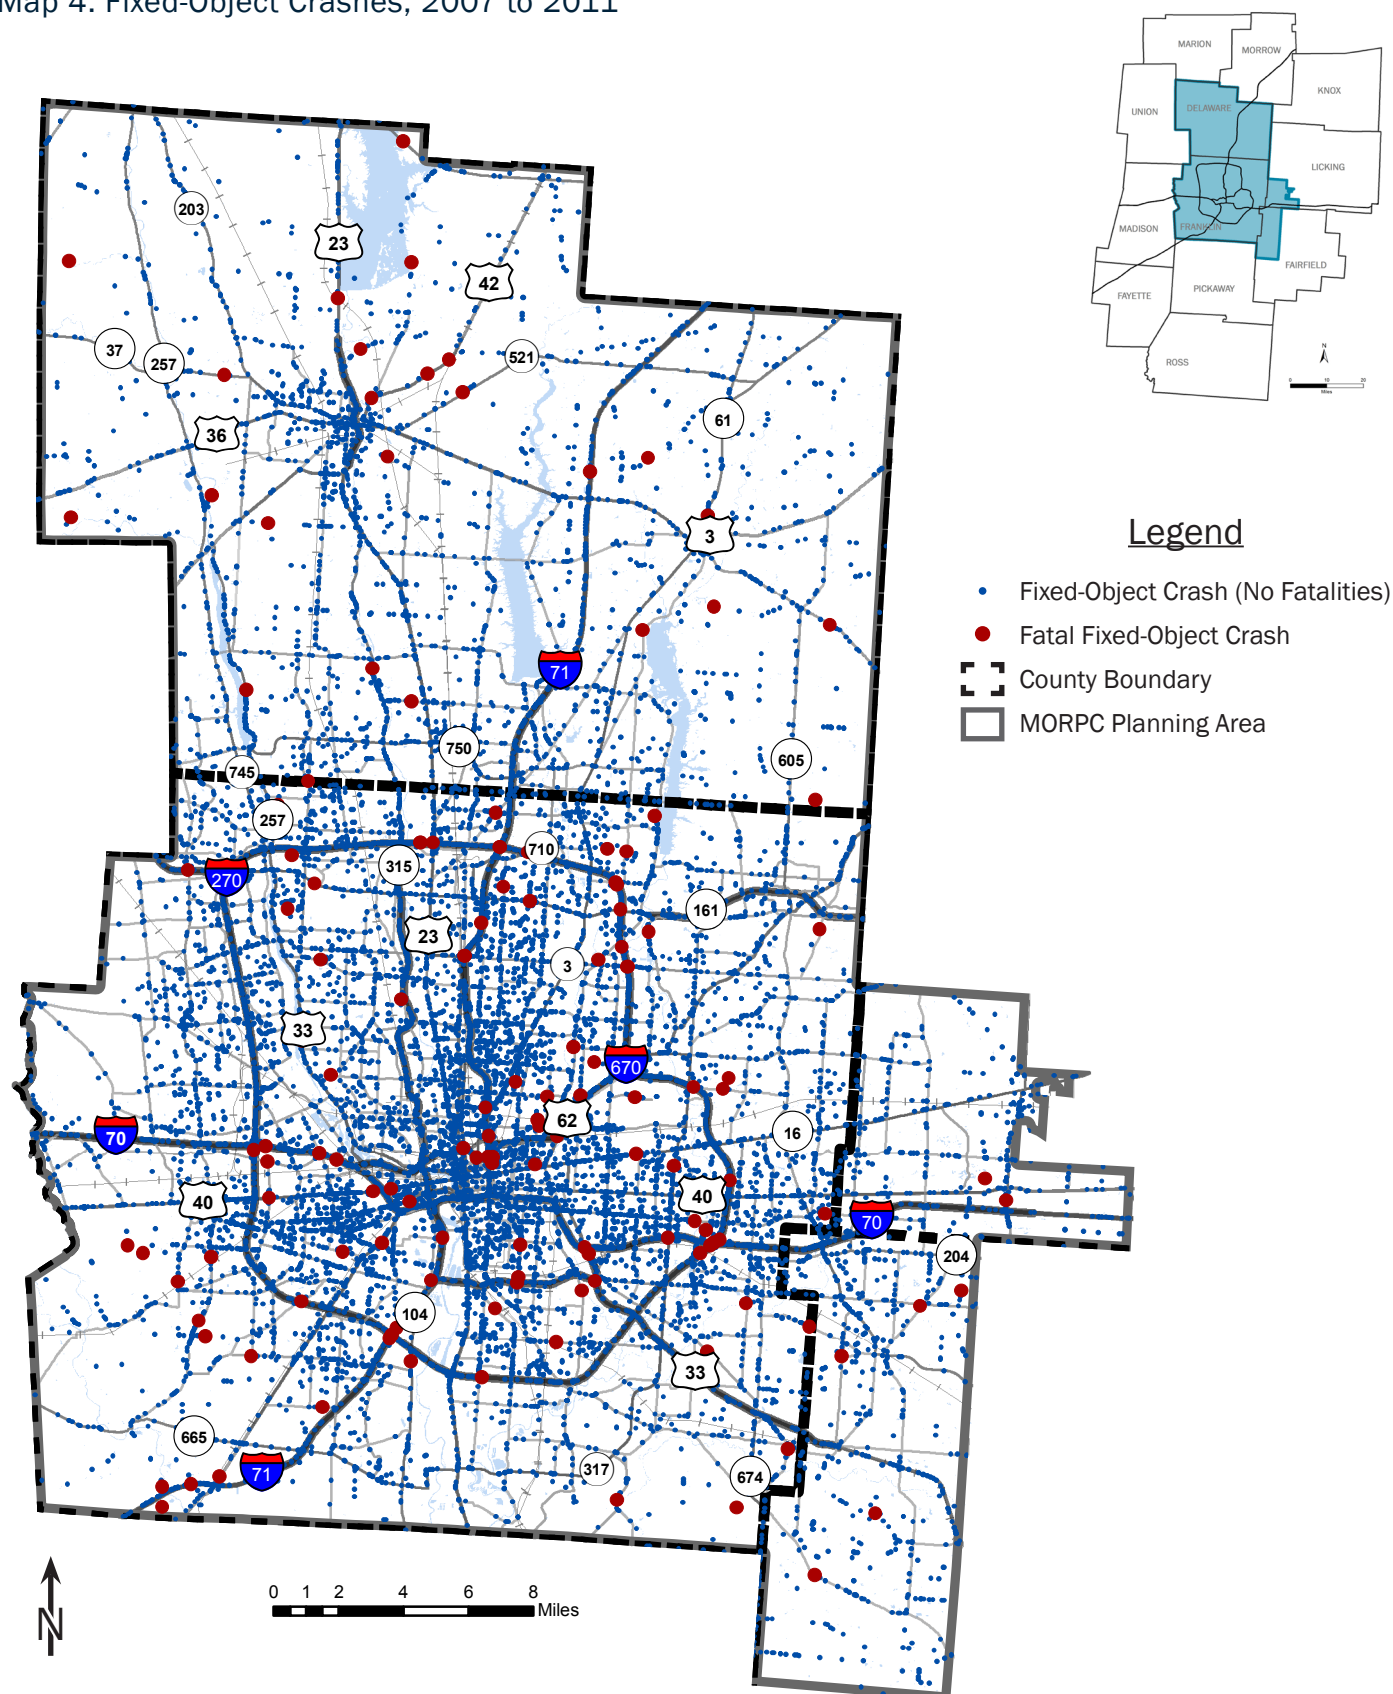 Map 4: Fixed-Object Crashes, 2007 to 2011
MARION
MORROW
KNOX
UNION
DELAWARE
LICKING
MADISON
FRANKLIN
FAIRFIELD
FAYETTE
PICKAWAY
ROSS
N
0 10 20
Miles
203
23
42
37
257
521
36
61
3
71
750
745
605
257
710
315
270
161
23
3
33
670
62
70
16
40
40
70
204
104
33
665
71
317
674
Legend
Fixed-Object Crash (No Fatalities)
Fatal Fixed-Object Crash
County Boundary
MORPC Planning Area
N
0 1 2 4 6 8
Miles